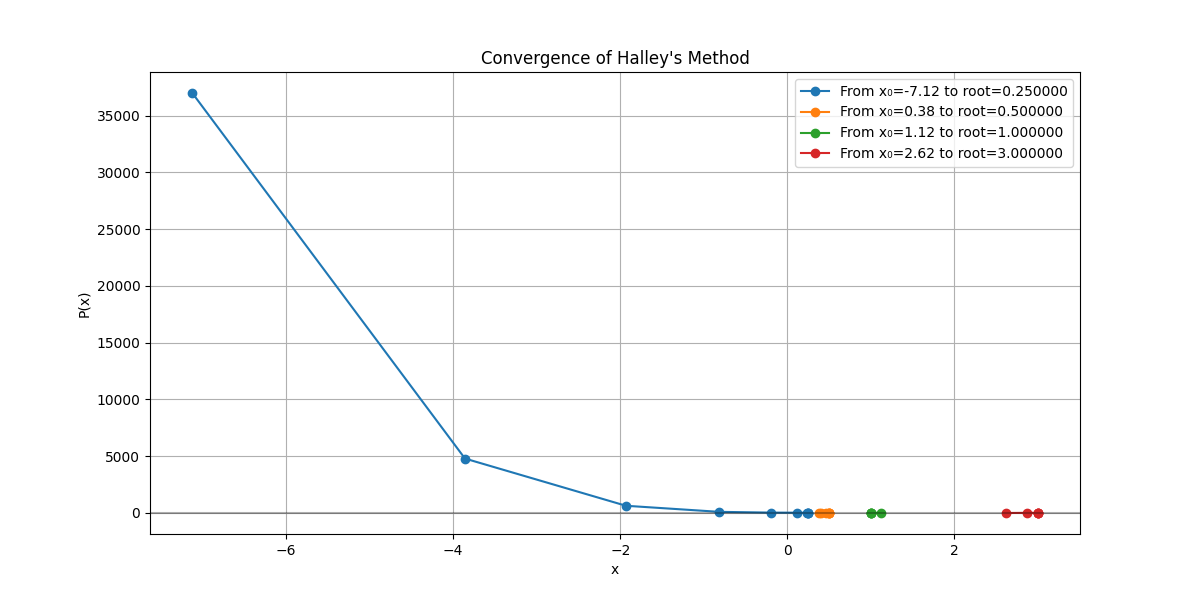 Convergence of Halley's Method
From x₀=-7.12 to root=0.250000
From x₀=0.38 to root=0.500000
From x₀=1.12 to root=1.000000
From x₀=2.62 to root=3.000000
P(x)
35000
30000
25000
20000
15000
10000
5000
0
−6
−4
−2
0
2
x